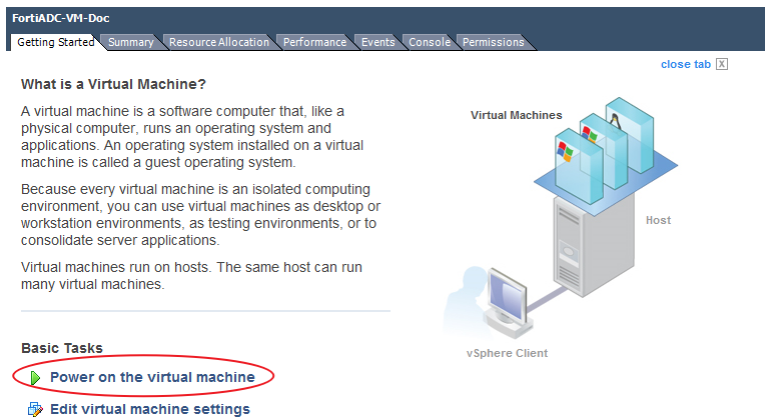 FortiADC-VM-Doc
Getting Started Summary Resource Allocation Performance Events Console Permissions
close tab X
What is a Virtual Machine?
A virtual machine is a software computer that, like a
physical computer, runs an operating system and
applications. An operating system installed on a virtual
machine is called a guest operating system.
Because every virtual machine is an isolated computing
environment, you can use virtual machines as desktop or
workstation environments, as testing environments, or to
consolidate server applications.
Virtual machines run on hosts. The same host can run
many virtual machines.
Virtual Machines
Host
vSphere Client
Basic Tasks
Power on the virtual machine
Edit virtual machine settings